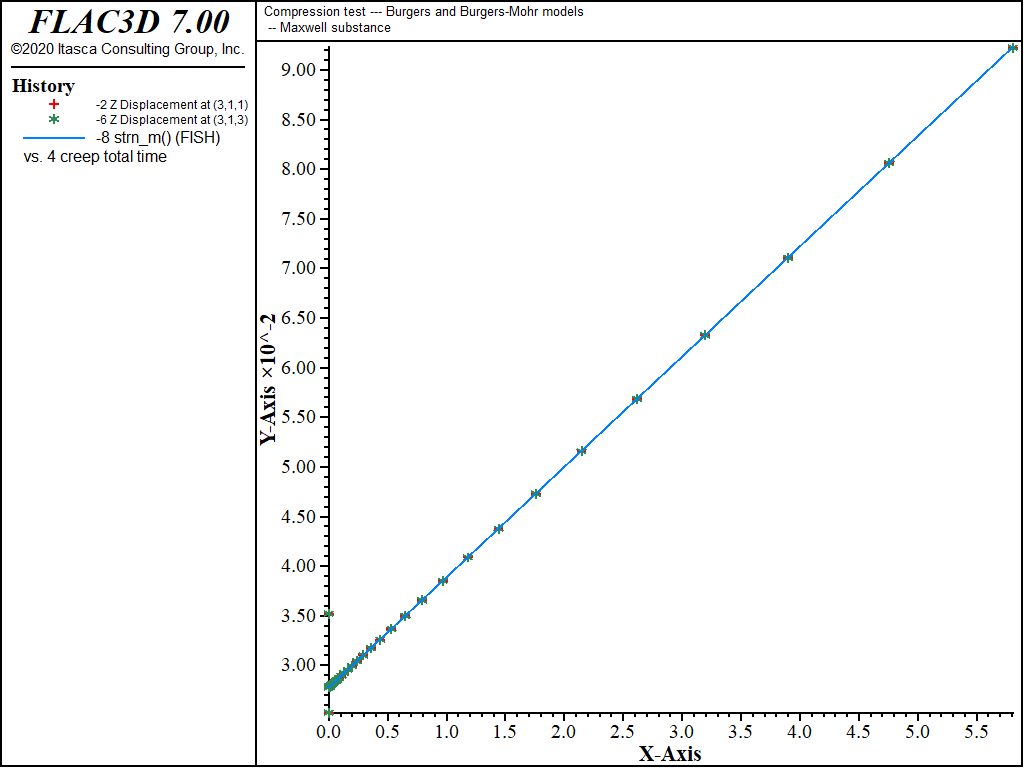 FLAC3D 7.00
©2020 Itasca Consulting Group, Inc.
History
-2 Z Displacement at (3,1,1)
-6 Z Displacement at (3,1,3)
-8 strn_m() (FISH)
vs. 4 creep total time
Compression test --- Burgers and Burgers-Mohr models
-- Maxwell substance
Y-Axis ×10^-2
9.00
8.50
8.00
7.50
7.00
6.50
6.00
5.50
5.00
4.50
4.00
3.50
3.00
0.0 0.5 1.0 1.5 2.0 2.5 3.0 3.5 4.0 4.5 5.0 5.5
X-Axis